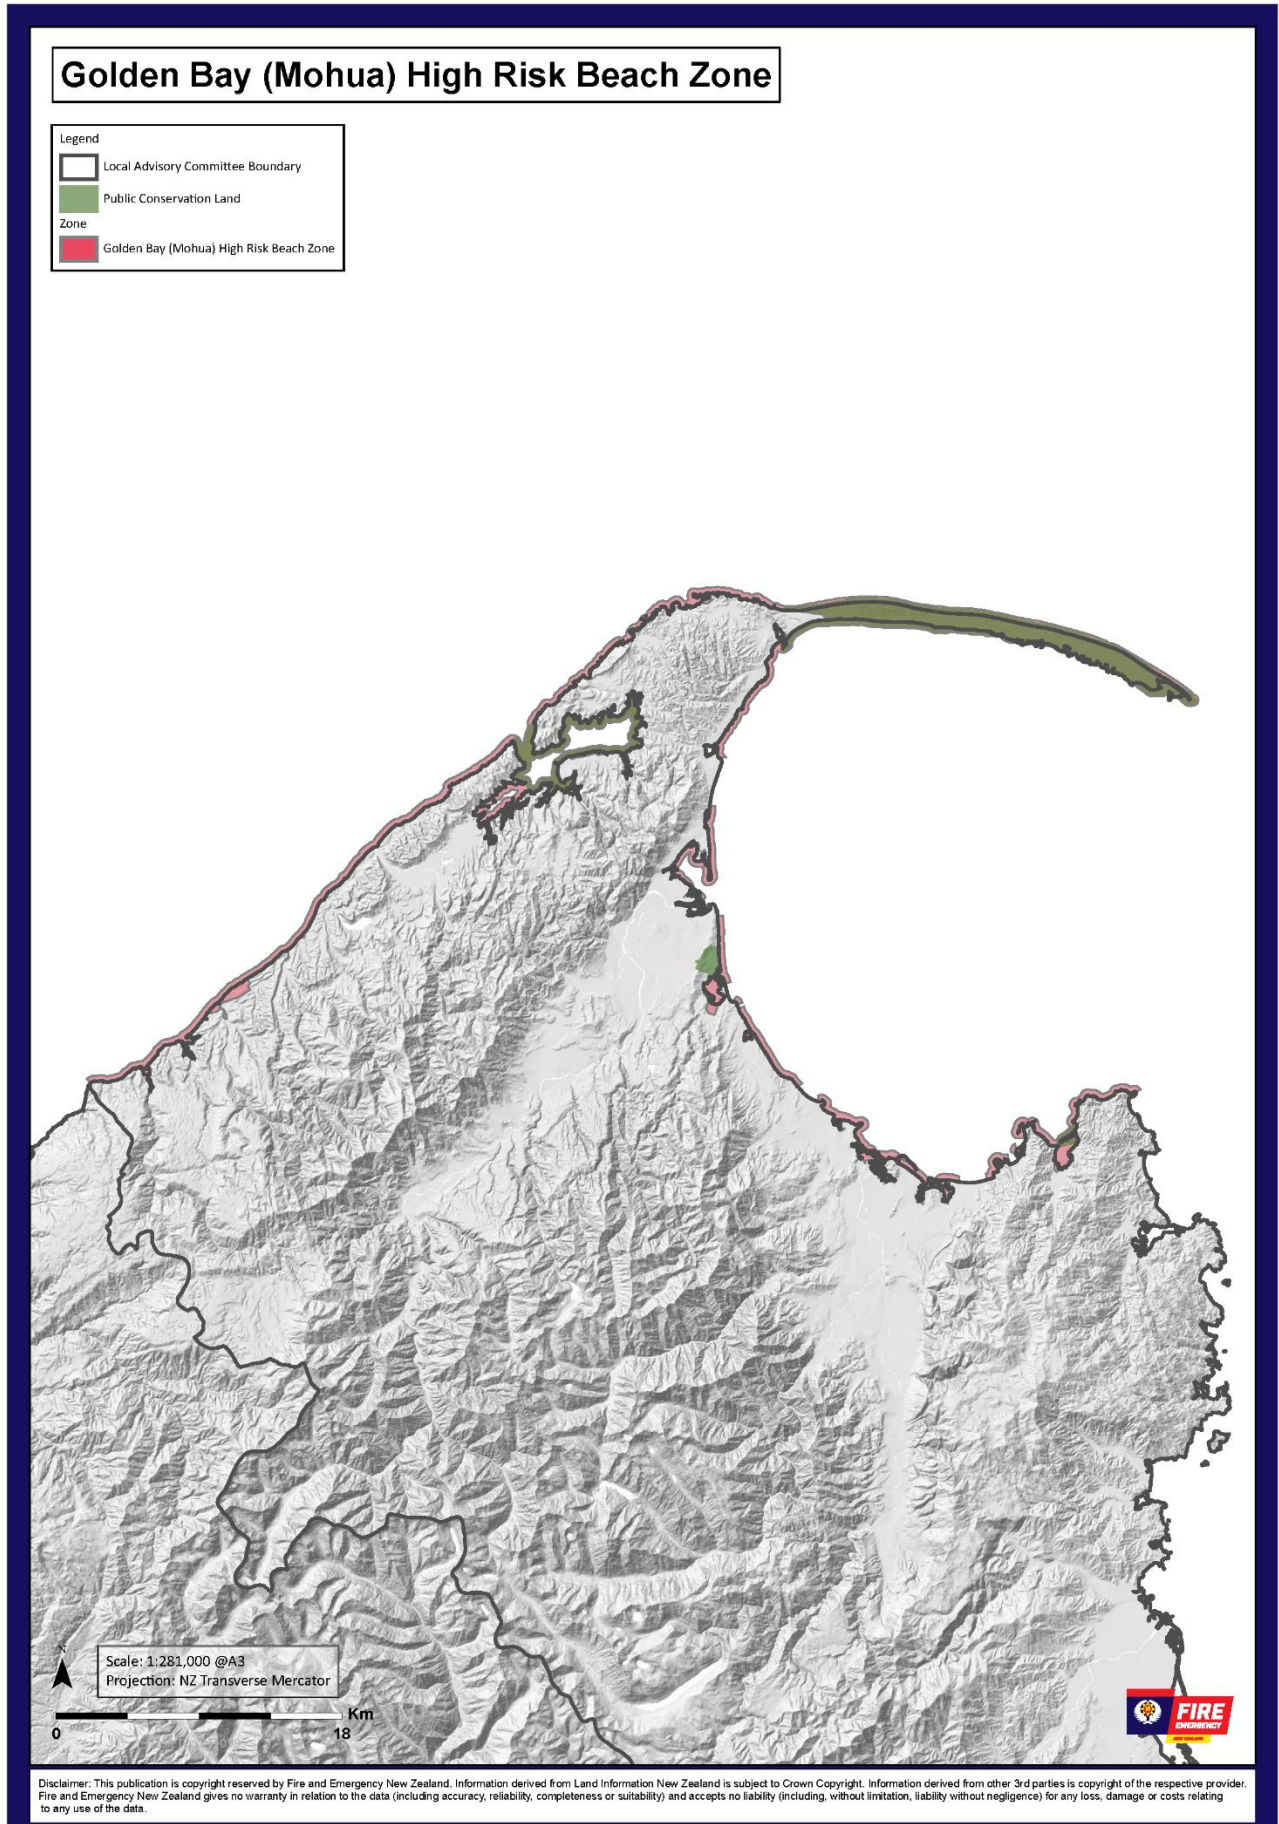 Golden Bay (Mohua) High Risk Beach Zone
Legend
Local Advisory Committee Boundary
Public Conservation Land
Zone
Golden Bay (Mohua) High Risk Beach Zone
N
Scale: 1:281,000 @A3
Projection: NZ Transverse Mercator
Km
0 18
FIRE
EMERGENCY
NEW ZEALAND
Disclaimer: This publication is copyright reserved by Fire and Emergency New Zealand. Information derived from Land Information New Zealand is subject to Crown Copyright. Information derived from other 3rd parties is copyright of the respective provider.
Fire and Emergency New Zealand gives no warranty in relation to the data (including accuracy, reliability, completeness or suitability) and accepts no liability (including, without limitation, liability without negligence) for any loss, damage or costs relating
to any use of the data.